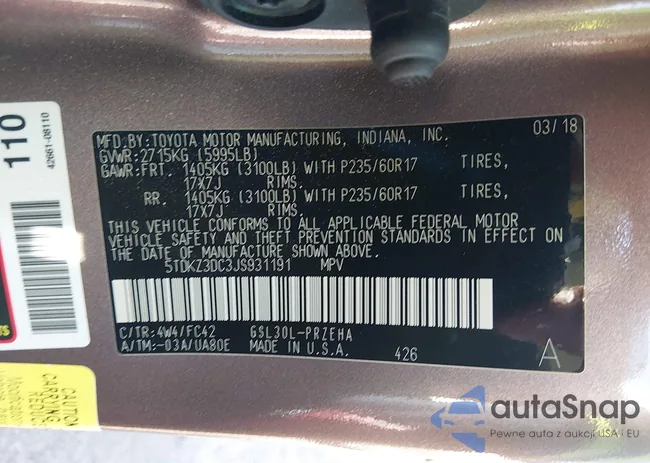 110
42661-08110
MFD.BY:TOYOTA MOTOR MANUFACTURING, INDIANA, INC. 03/18
GVWR:2715KG (5995LB)
GAWR:FRT. 1405KG (3100LB) WITH P235/60R17 TIRES,
17X7J RIMS.
RR. 1405KG (3100LB) WITH P235/60R17 TIRES,
17X7J RIMS.
THIS VEHICLE CONFORMS TO ALL APPLICABLE FEDERAL MOTOR
VEHICLE SAFETY AND THEFT PREVENTION STANDARDS IN EFFECT ON
THE DATE OF MANUFACTURE SHOWN ABOVE.
5TDKZ3DC3JS931191 MPV
C/TR:4W4/FC42 GSL30L-PRZEHA
A/TM:-03A/UA80E MADE IN U.S.A. 426 A
CAUTION
CARRYING
autaSnap
Pewne auta z aukcji USA i EU